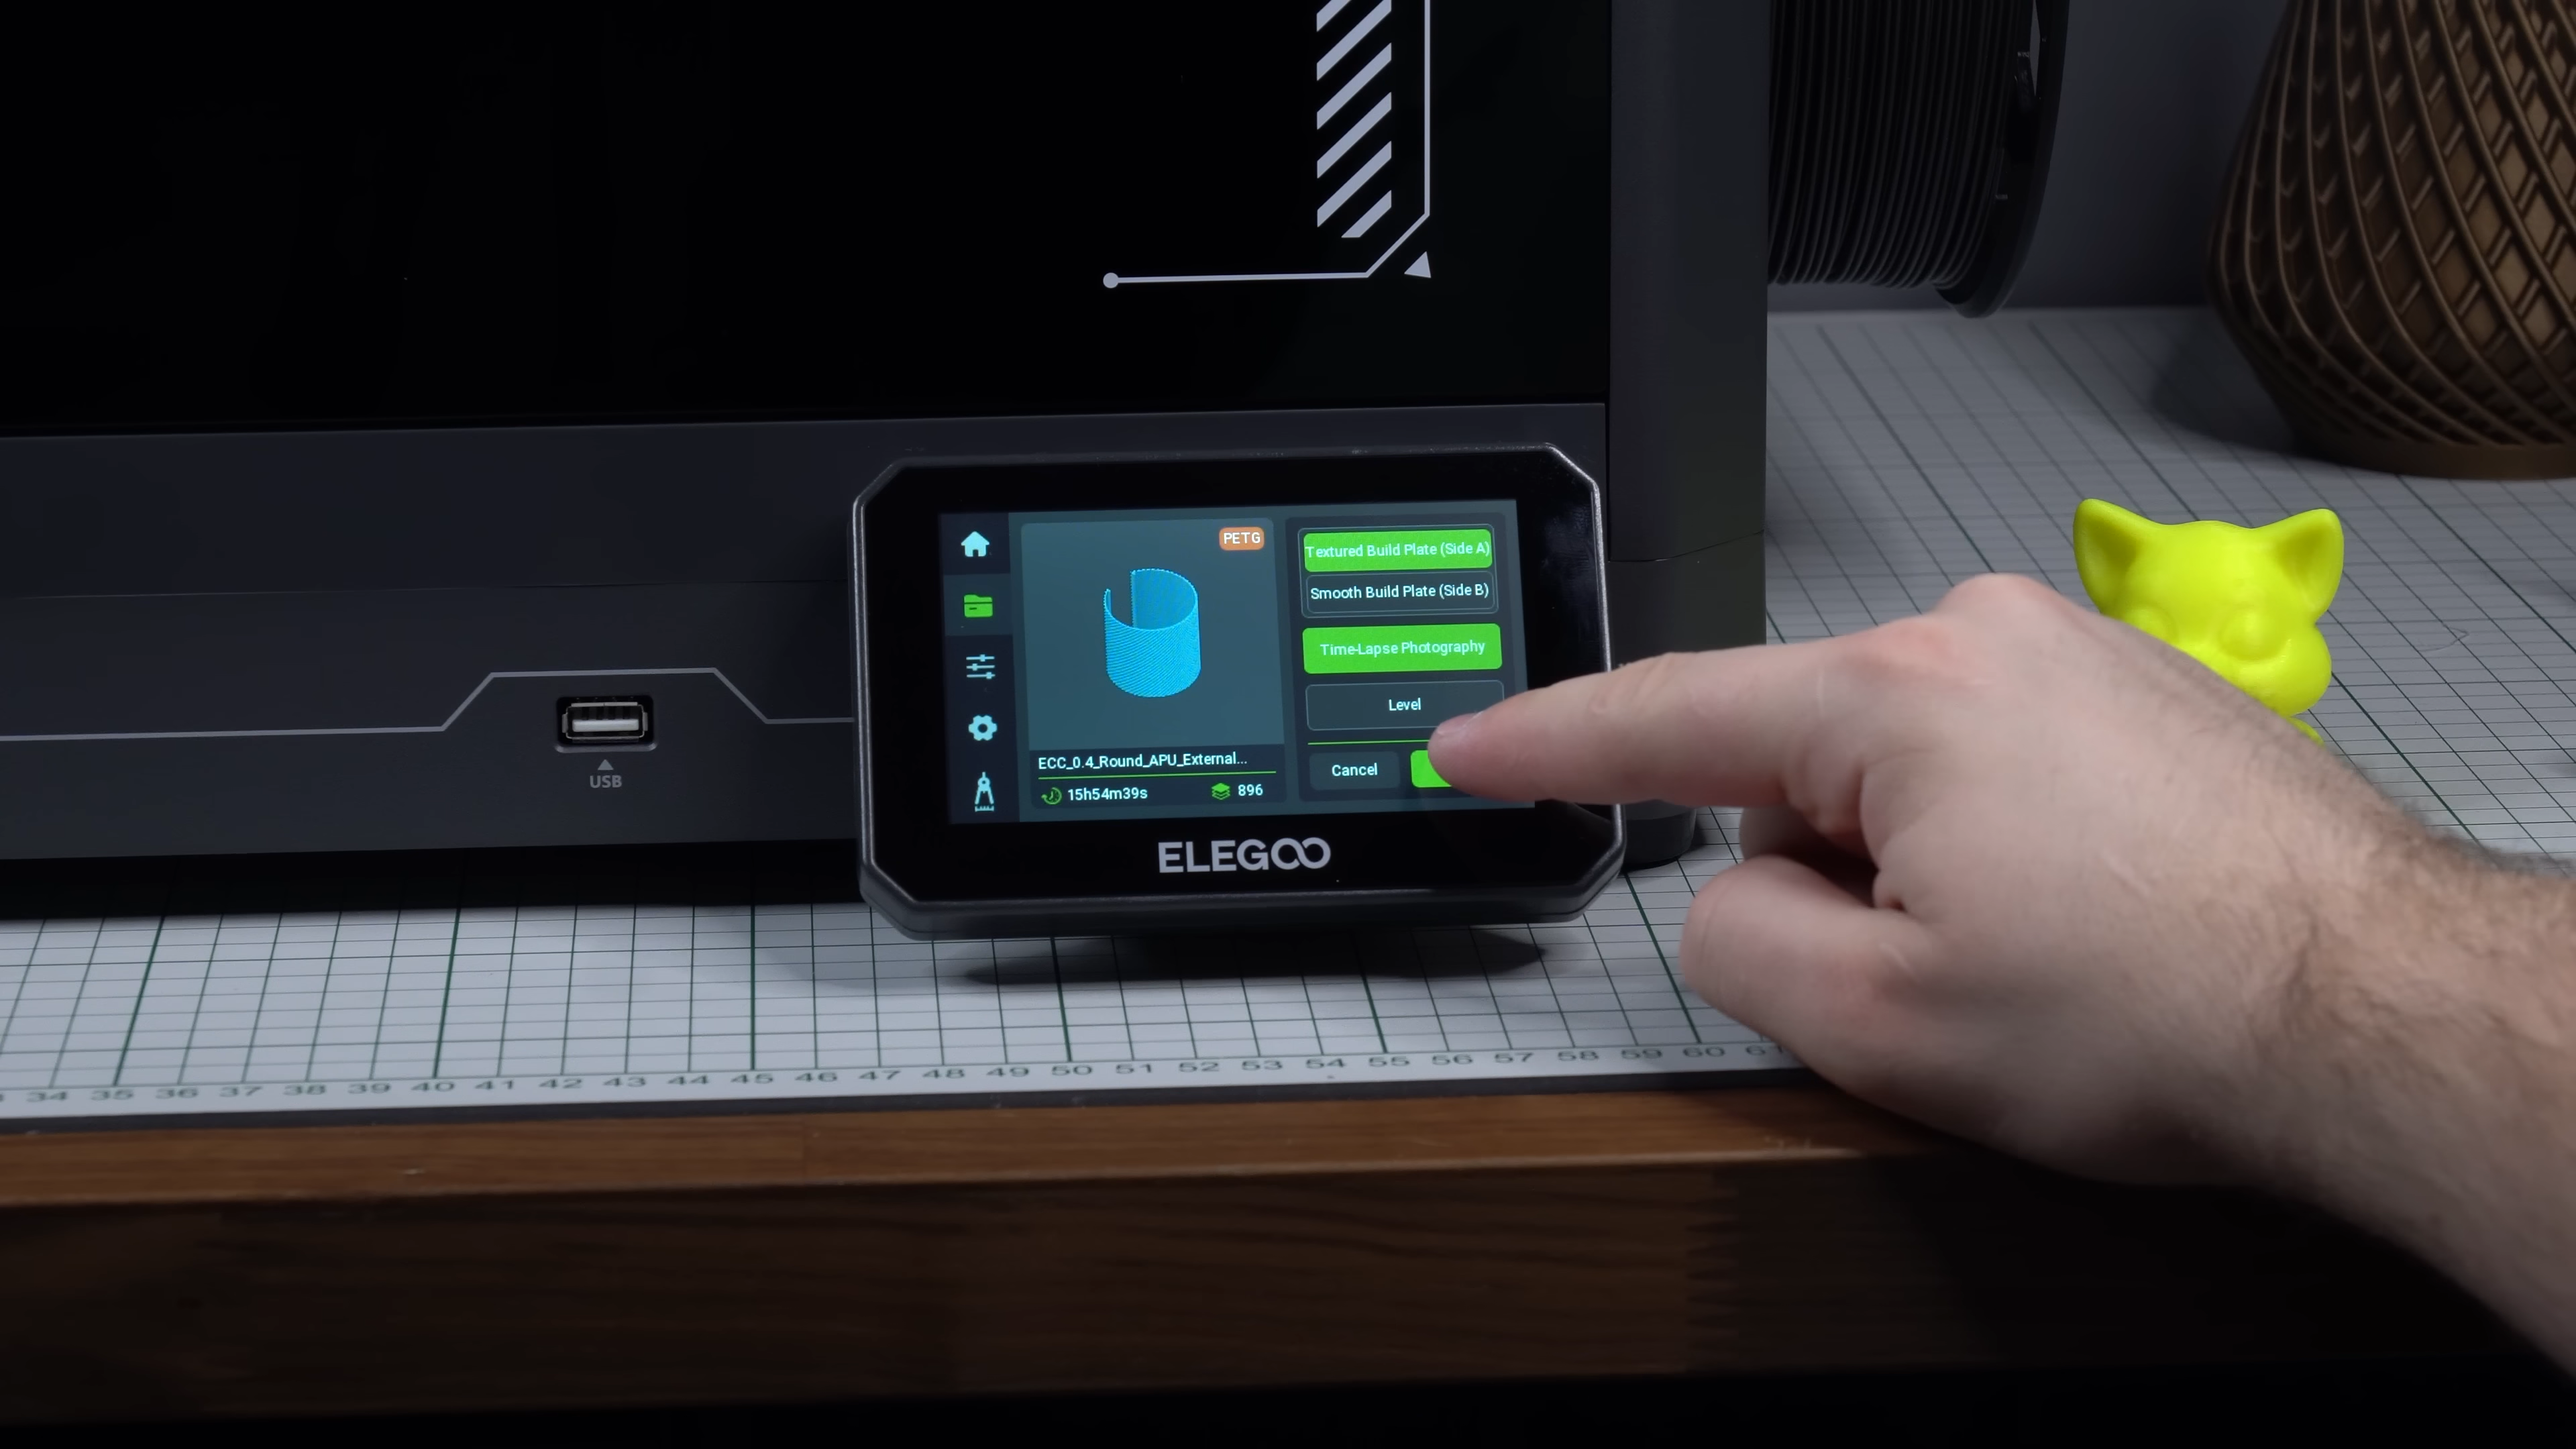 PETG
Textured Build Plate (Side A)
Smooth Build Plate (Side B)
Time-Lapse Photography
Level
Cancel
ECC_0.4_Round_APU_External...
15h54m39s
896
ELEGOO
USB
34 35 36 37 38 39 40 41 42 43 44 45 46 47 48 49 50 51 52 53 54 55 56 57 58 59 60